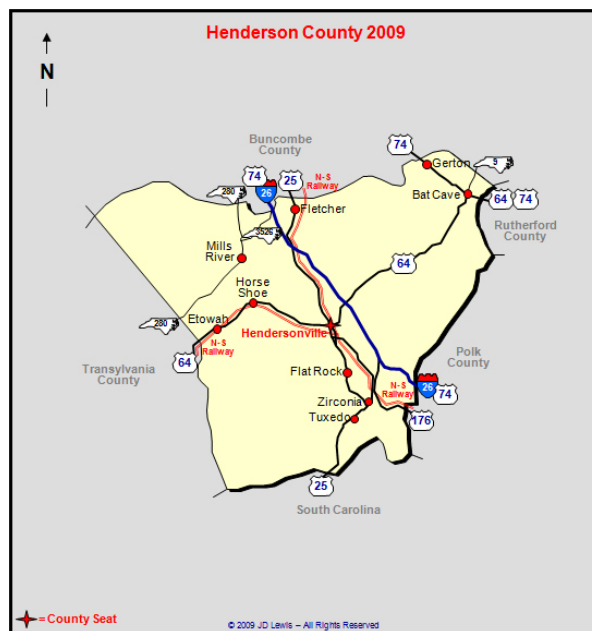 Henderson County 2009
N
Buncombe
County
74
26
25
N-S
Railway
280
Fletcher
3526
Mills
River
74
Gerton
9
Bat Cave
64 74
Rutherford
County
64
Horse
Shoe
280
Etowah
N-S
Railway
64
Transylvania
County
Hendersonville
Flat Rock
Zirconia
Tuxedo
Polk
County
N-S
Railway
26
74
176
25
South Carolina
= County Seat
© 2009 JD Lewis – All Rights Reserved